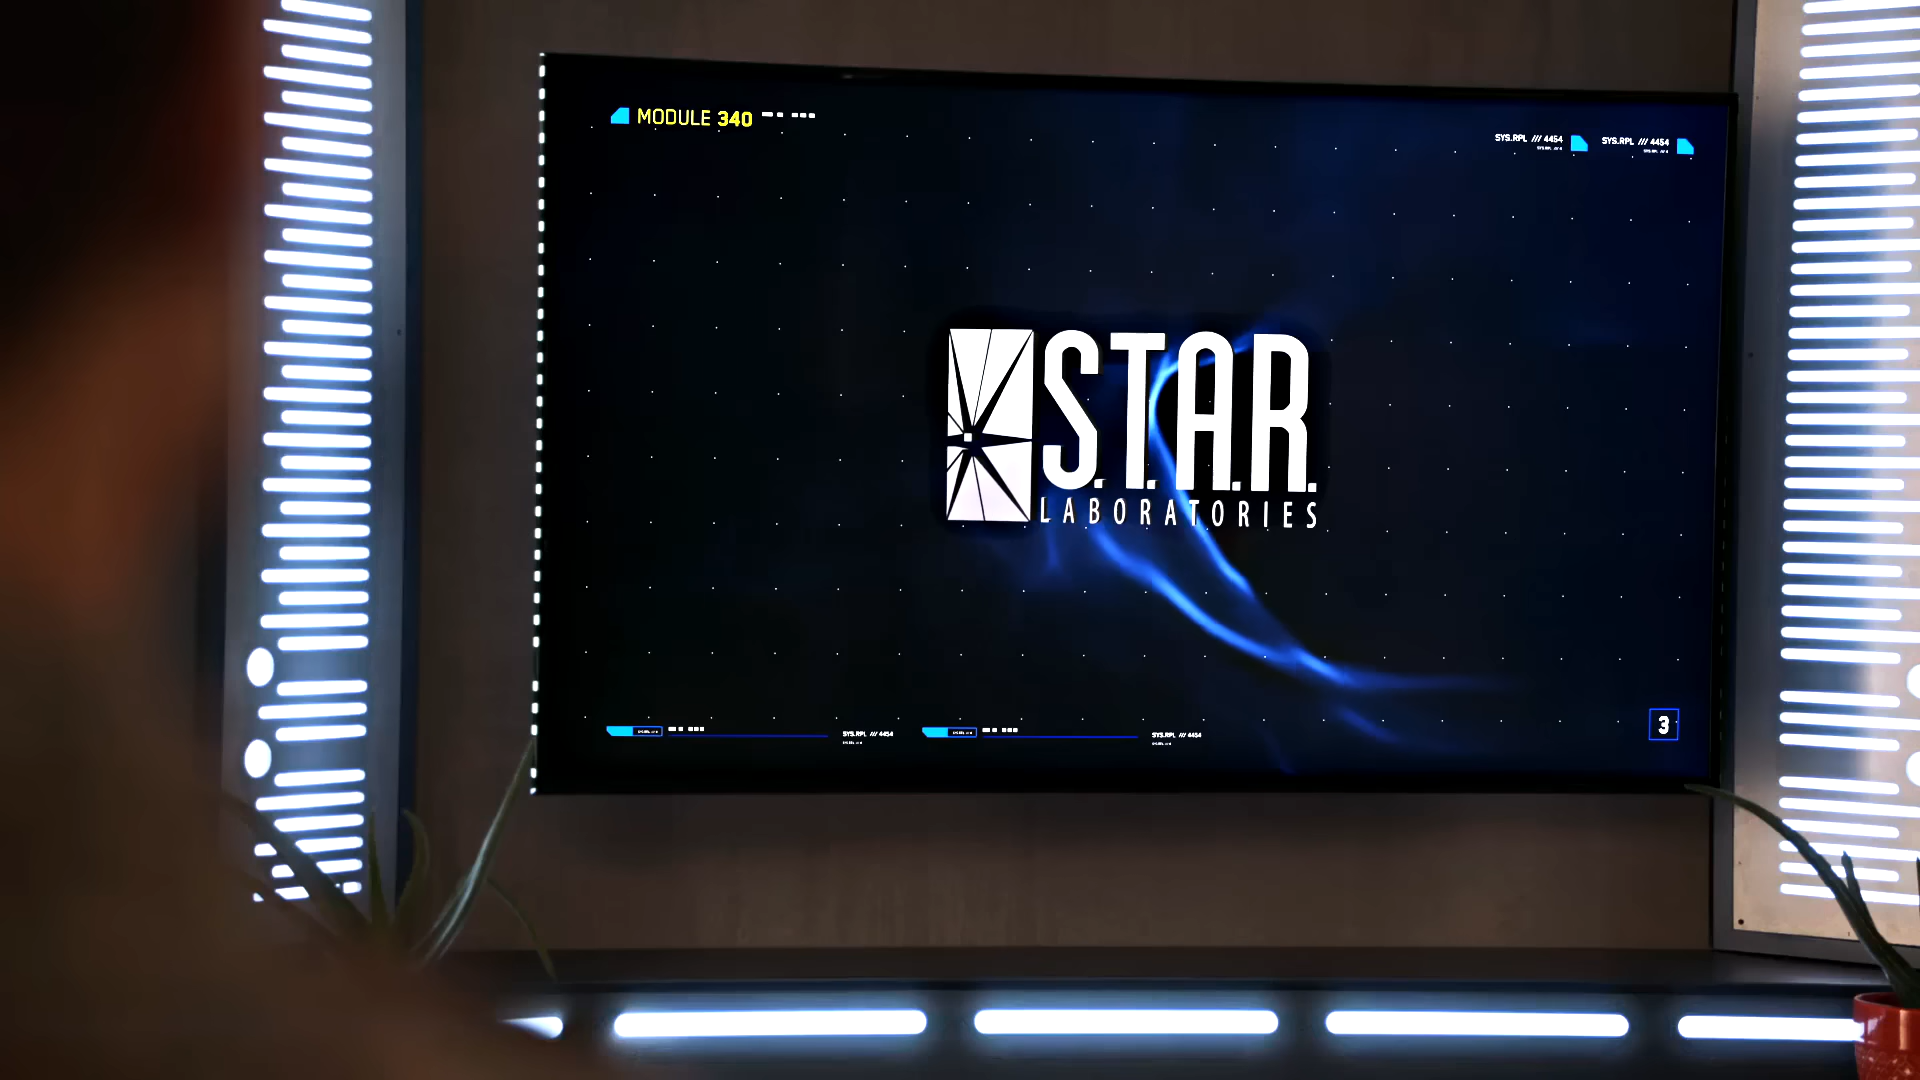 MODULE 340
SYS.RPL /// 4454
SYS.RPL /// 4454
S.T.A.R.
LABORATORIES
SYS.RPL /// 4454
SYS.RPL /// 4454
3